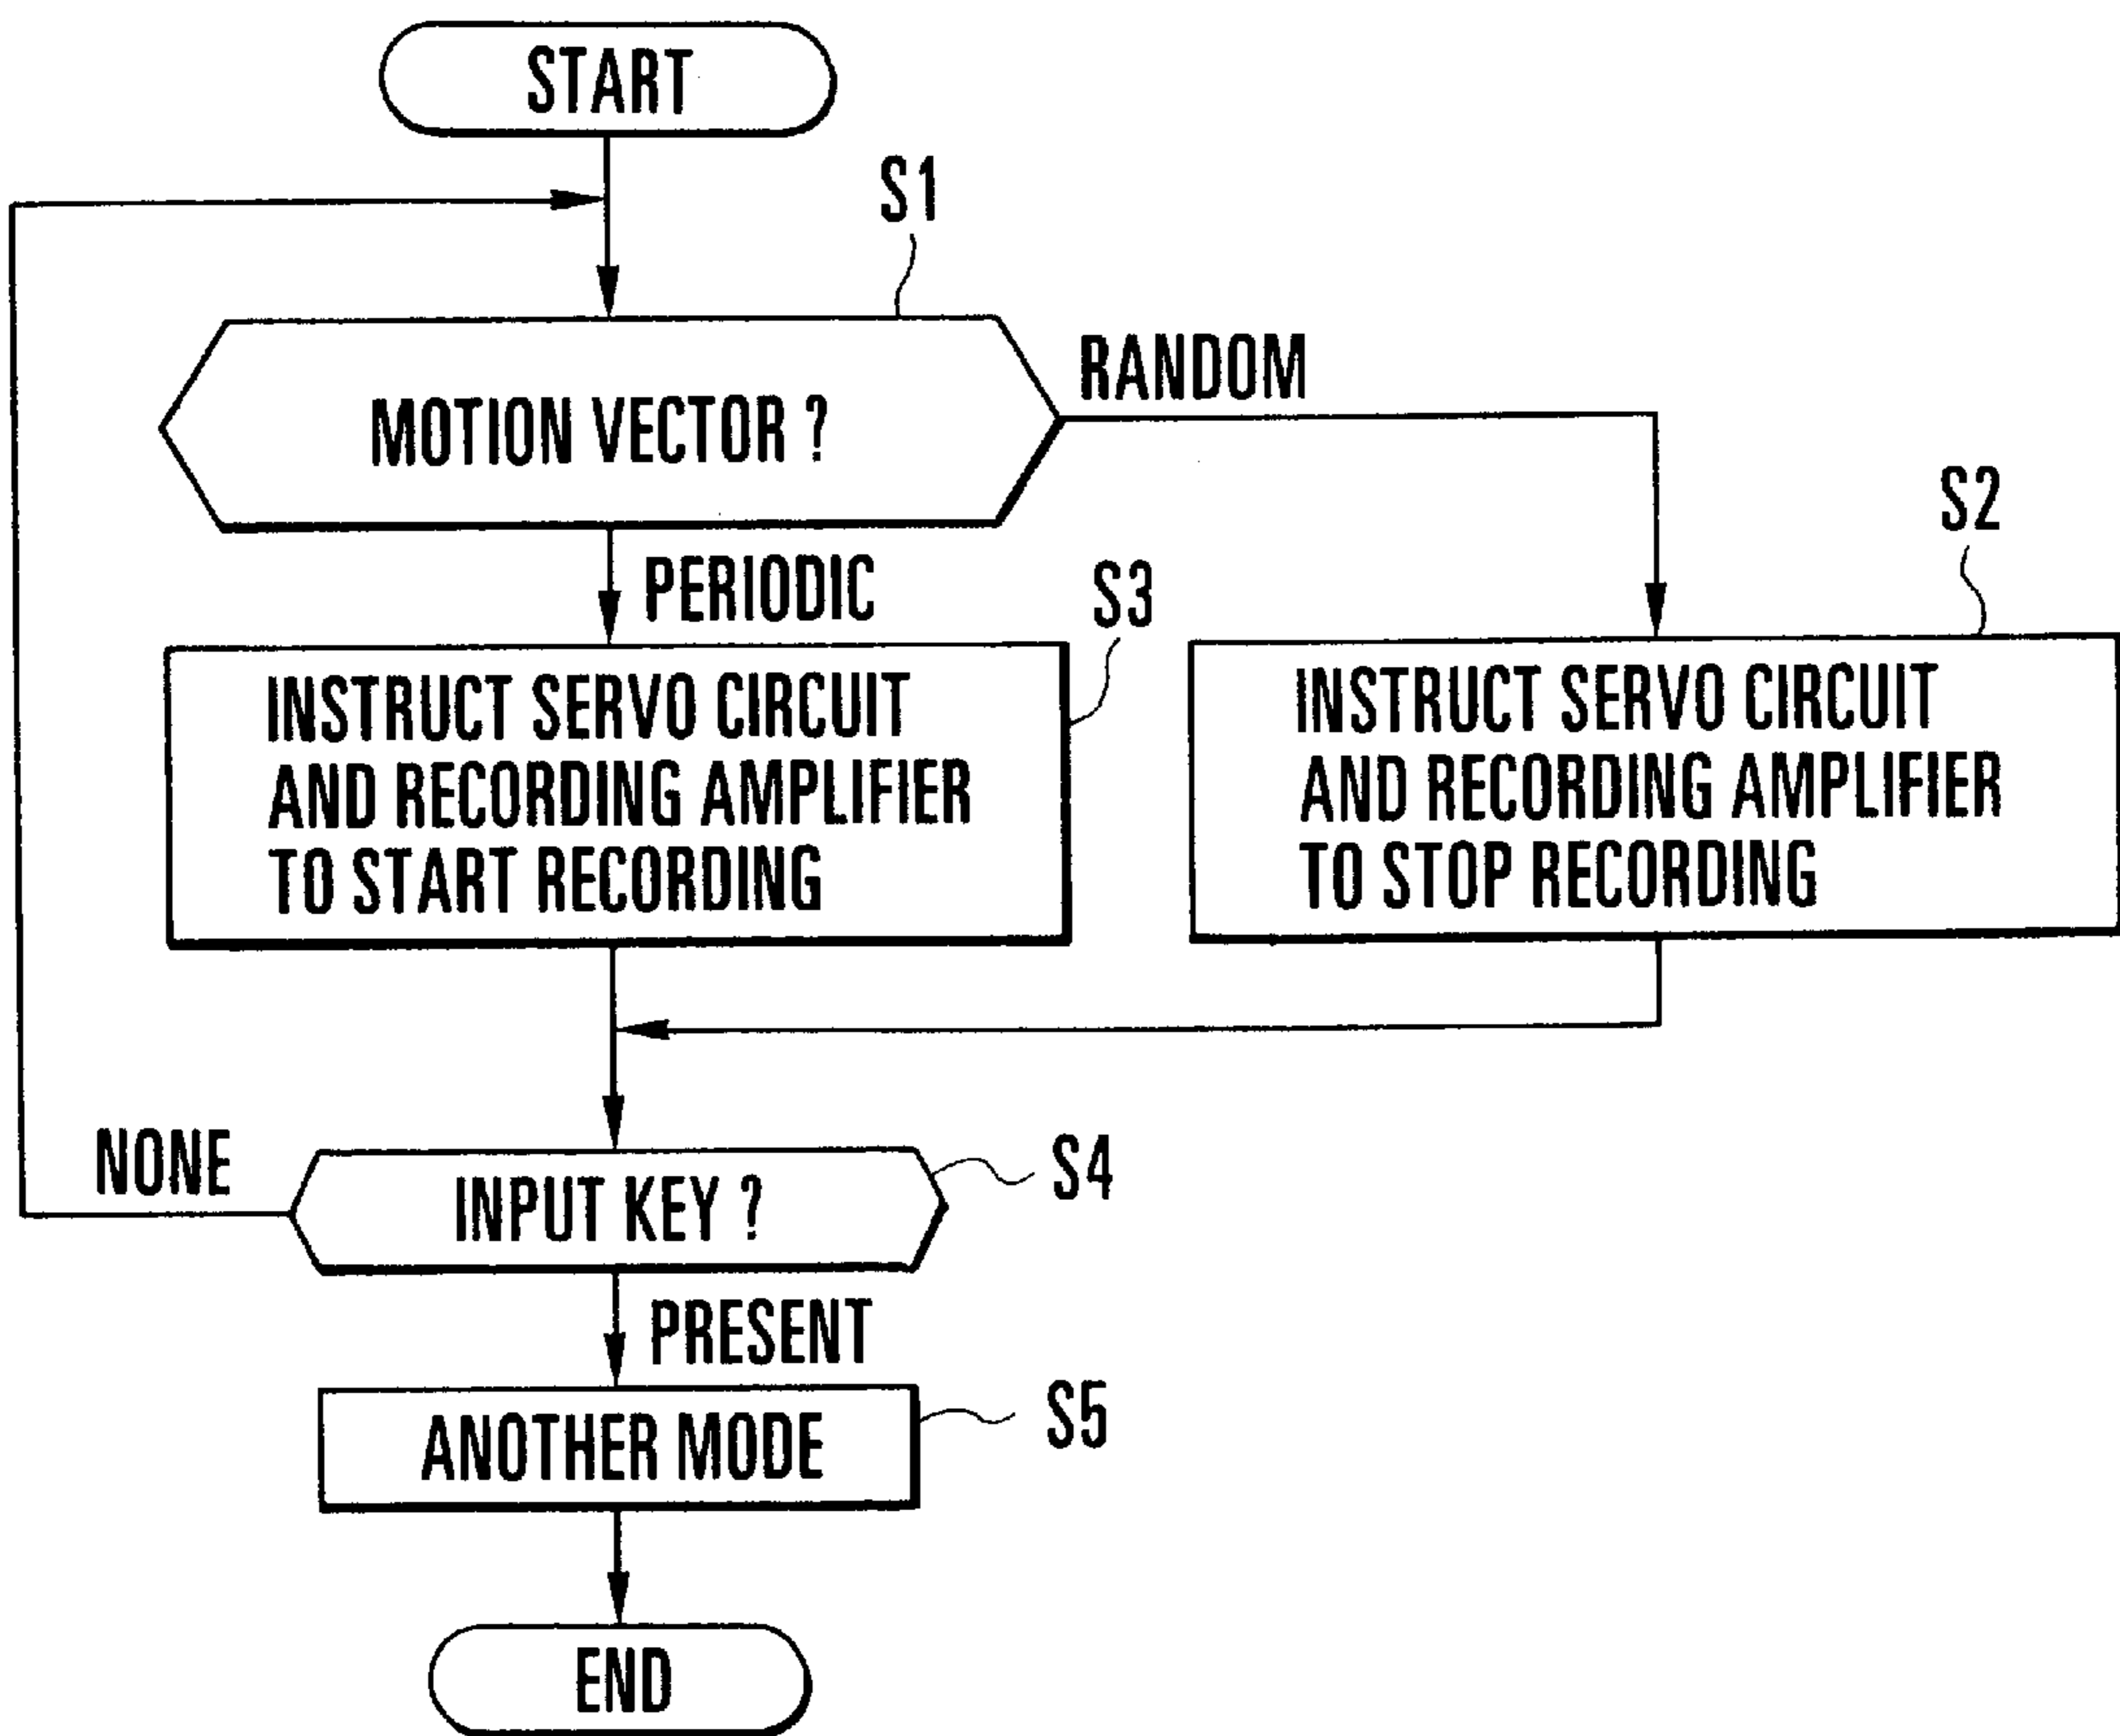 START
S1
MOTION VECTOR ?
RANDOM
S2
PERIODIC
S3
INSTRUCT SERVO CIRCUIT
AND RECORDING AMPLIFIER
TO START RECORDING
INSTRUCT SERVO CIRCUIT
AND RECORDING AMPLIFIER
TO STOP RECORDING
NONE
INPUT KEY ?
S4
PRESENT
ANOTHER MODE
S5
END